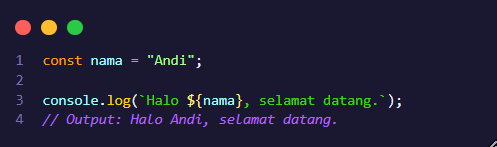 1 const nama = "Andi";
2
3 console.log(`Halo ${nama}, selamat datang.`);
4 // Output: Halo Andi, selamat datang.